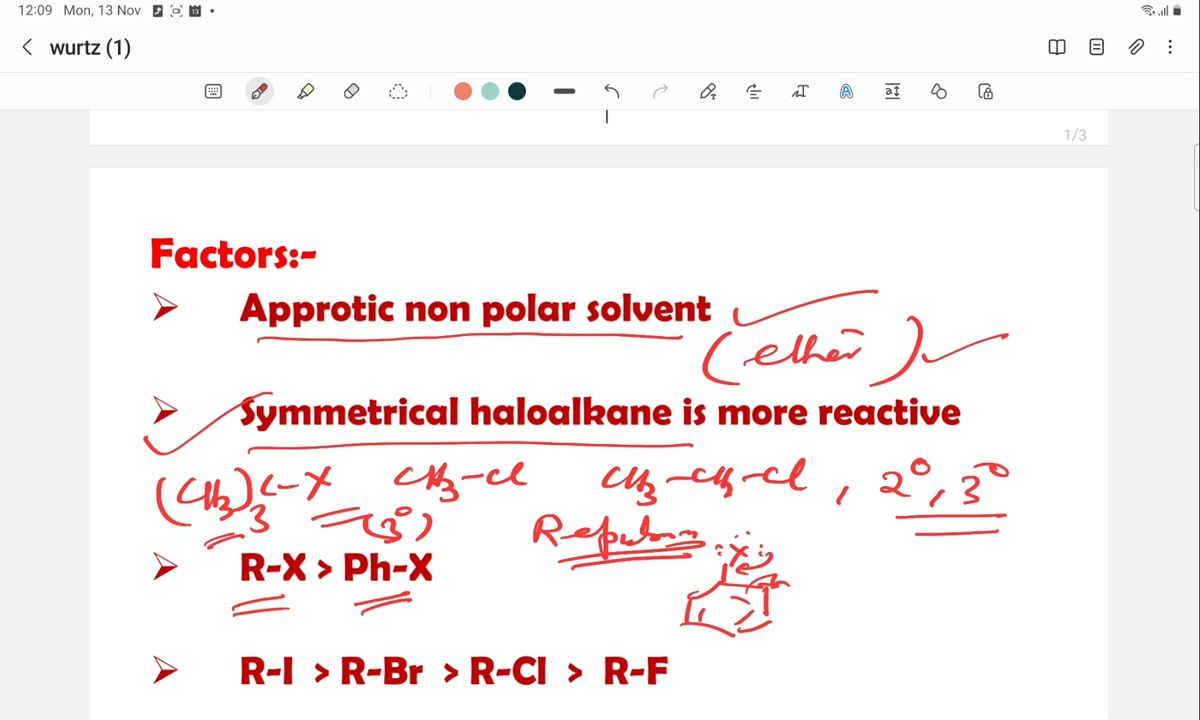 12:09 Mon, 13 Nov
wurtz (1)
1/3
Factors:-
Approtic non polar solvent
(ether)
Symmetrical haloalkane is more reactive
(CH3)3C-X CH3-Cl CH3-CH2-Cl , 2°, 3°
(3°) Repulsion
R-X > Ph-X
:X:
R-I > R-Br > R-Cl > R-F